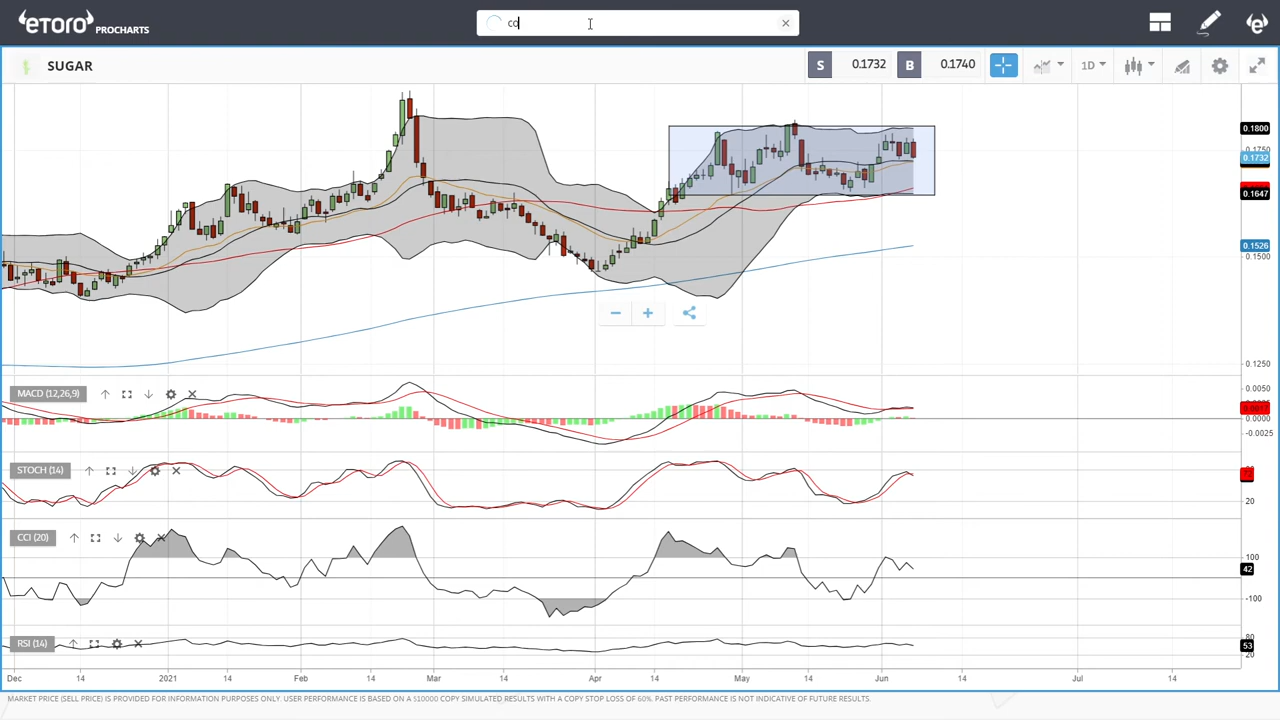 etoro PROCHARTS
co
SUGAR
S 0.1732 B 0.1740 1D
0.1800
0.1750
0.1732
0.1647
0.1526
0.1500
0.1250
MACD (12,26,9)
0.0050
0.0000
-0.0025
STOCH (14)
20
CCI (20)
100
42
-100
RSI (14)
80
53
20
Dec 14 2021 14 Feb 14 Mar 14 Apr 14 May 14 Jun 14 Jul 14
MARKET PRICE (SELL PRICE) IS PROVIDED FOR INFORMATION PURPOSES ONLY. USER PERFORMANCE IS BASED ON A $10000 COPY SIMULATED RESULTS WITH A COPY STOP LOSS OF 60%. PAST PERFORMANCE IS NOT INDICATIVE OF FUTURE RESULTS.